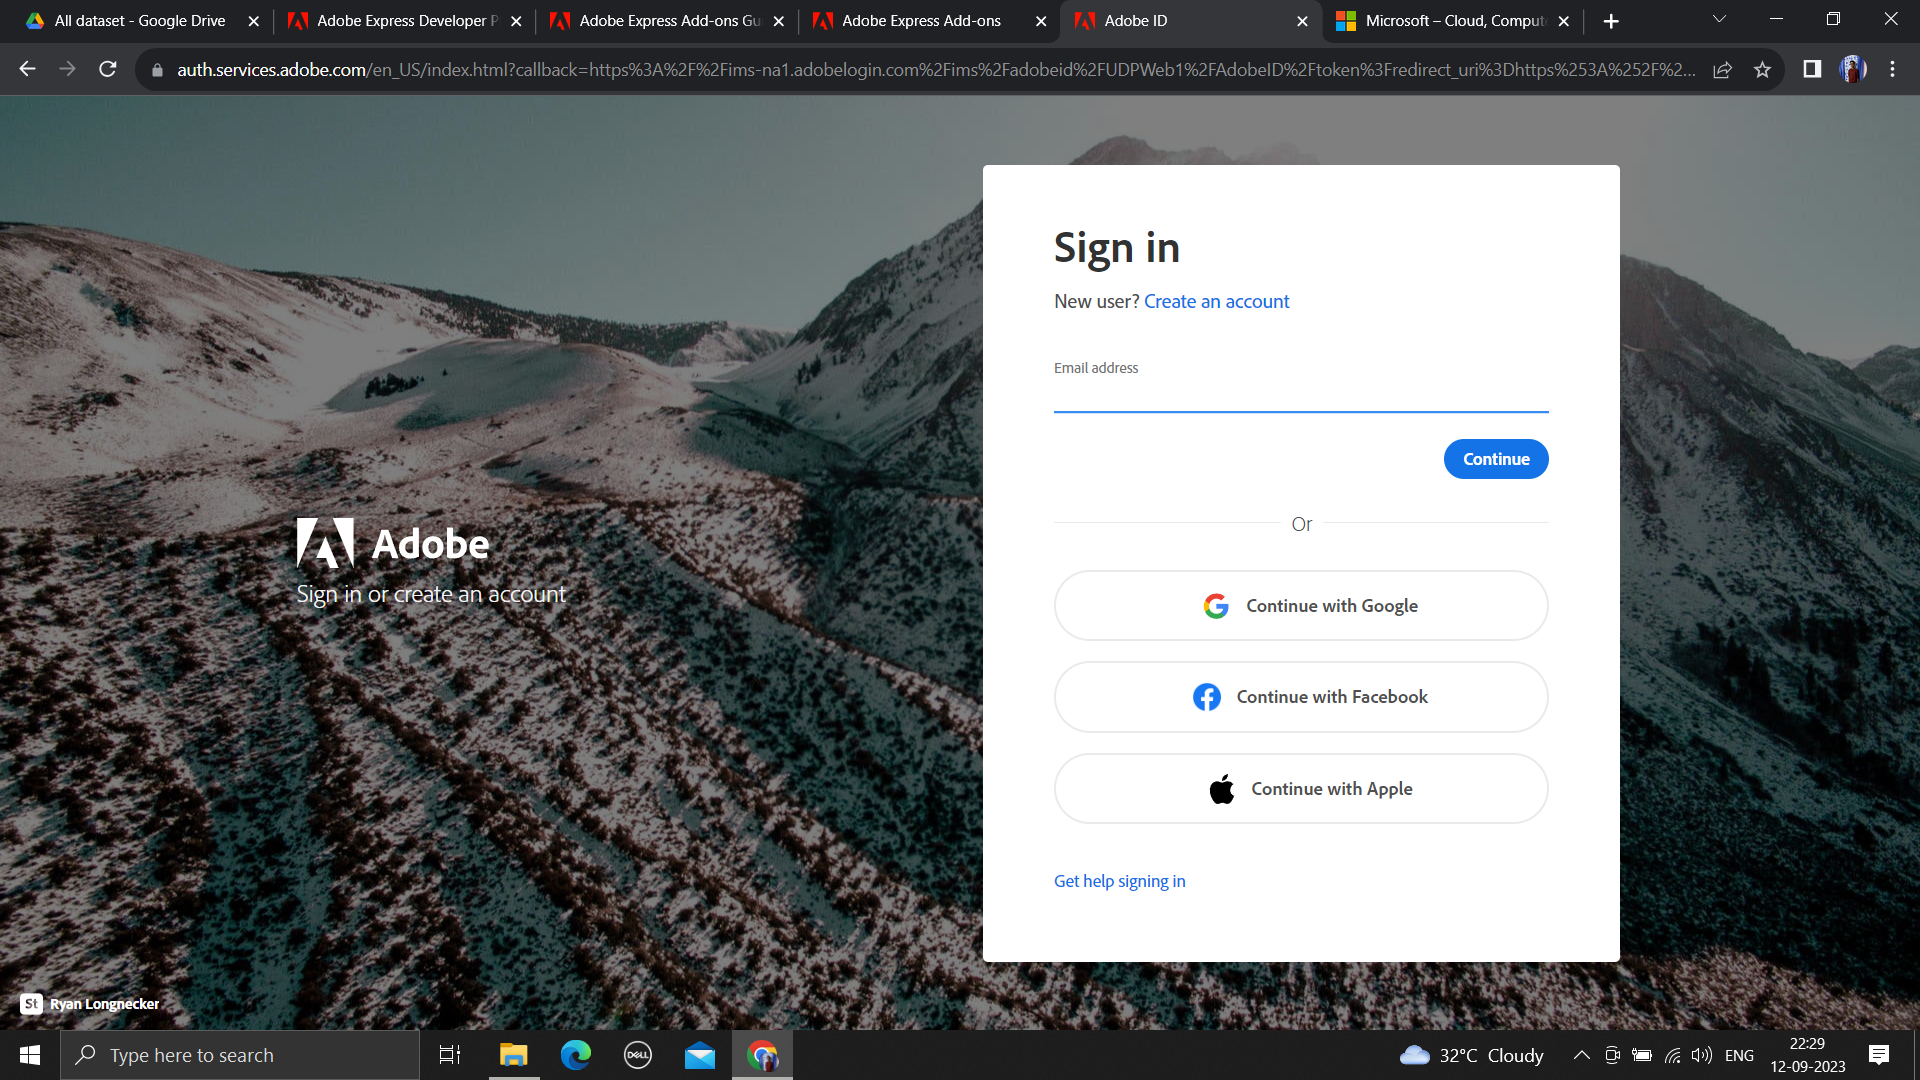 All dataset - Google Drive
Adobe Express Developer P
Adobe Express Add-ons Gu
Adobe Express Add-ons
Adobe ID
Microsoft – Cloud, Compute
auth.services.adobe.com/en_US/index.html?callback=https%3A%2F%2Fims-na1.adobelogin.com%2Fims%2Fadobeid%2FUDPWeb1%2FAdobeID%2Ftoken%3Fredirect_uri%3Dhttps%253A%252F%2...
Sign in
New user? Create an account
Email address
Continue
Or
Adobe
Sign in or create an account
Continue with Google
Continue with Facebook
Continue with Apple
Get help signing in
St Ryan Longnecker
Type here to search
DELL
32°C Cloudy
ENG
22:29
12-09-2023